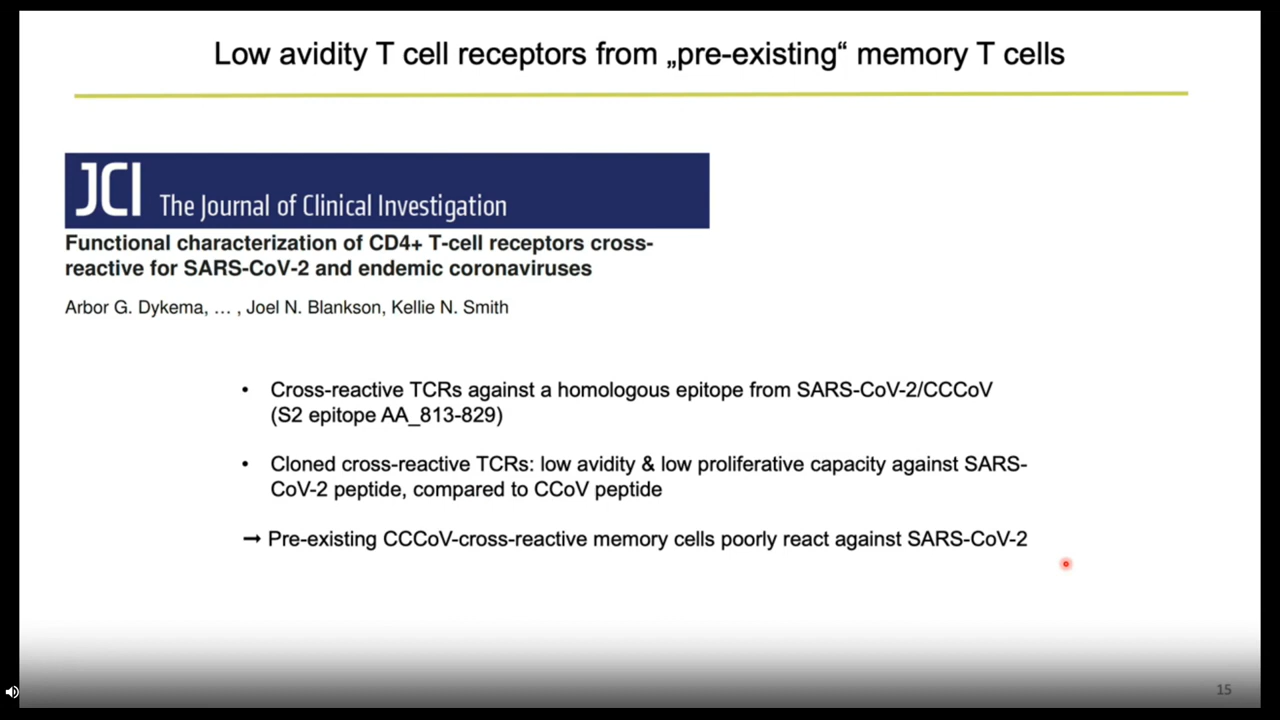 Low avidity T cell receptors from „pre-existing“ memory T cells
JCI The Journal of Clinical Investigation
Functional characterization of CD4+ T-cell receptors cross-
reactive for SARS-CoV-2 and endemic coronaviruses
Arbor G. Dykema, … , Joel N. Blankson, Kellie N. Smith
• Cross-reactive TCRs against a homologous epitope from SARS-CoV-2/CCCoV
(S2 epitope AA_813-829)
• Cloned cross-reactive TCRs: low avidity & low proliferative capacity against SARS-
CoV-2 peptide, compared to CCoV peptide
→ Pre-existing CCCoV-cross-reactive memory cells poorly react against SARS-CoV-2
15